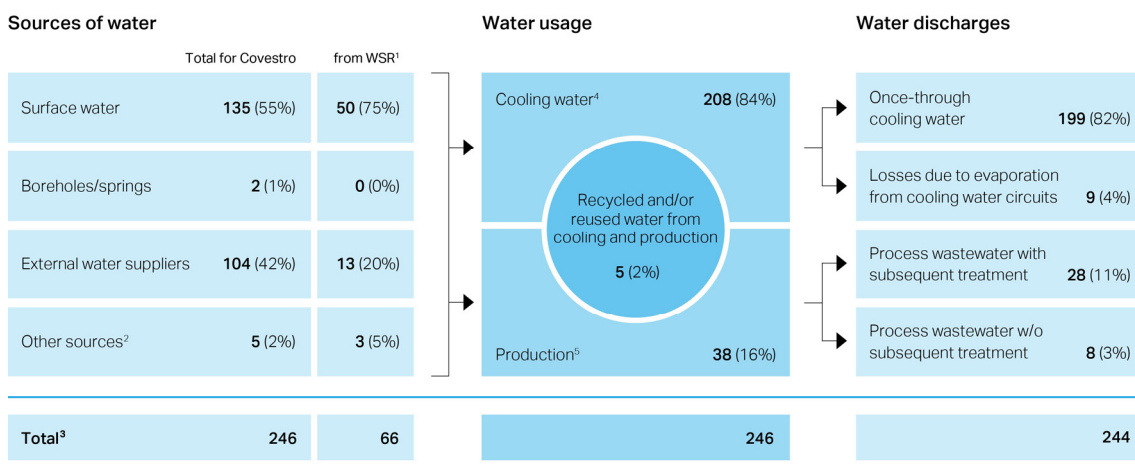 Sources of water
Total for Covestro from WSR¹
Surface water 135 (55%) 50 (75%)
Boreholes/springs 2 (1%) 0 (0%)
External water suppliers 104 (42%) 13 (20%)
Other sources² 5 (2%) 3 (5%)
Total³ 246 66
Water usage
Cooling water⁴ 208 (84%)
Recycled and/or
reused water from
cooling and production
5 (2%)
Production⁵ 38 (16%)
246
Water discharges
Once-through
cooling water 199 (82%)
Losses due to evaporation
from cooling water circuits 9 (4%)
Process wastewater with
subsequent treatment 28 (11%)
Process wastewater w/o
subsequent treatment 8 (3%)
244